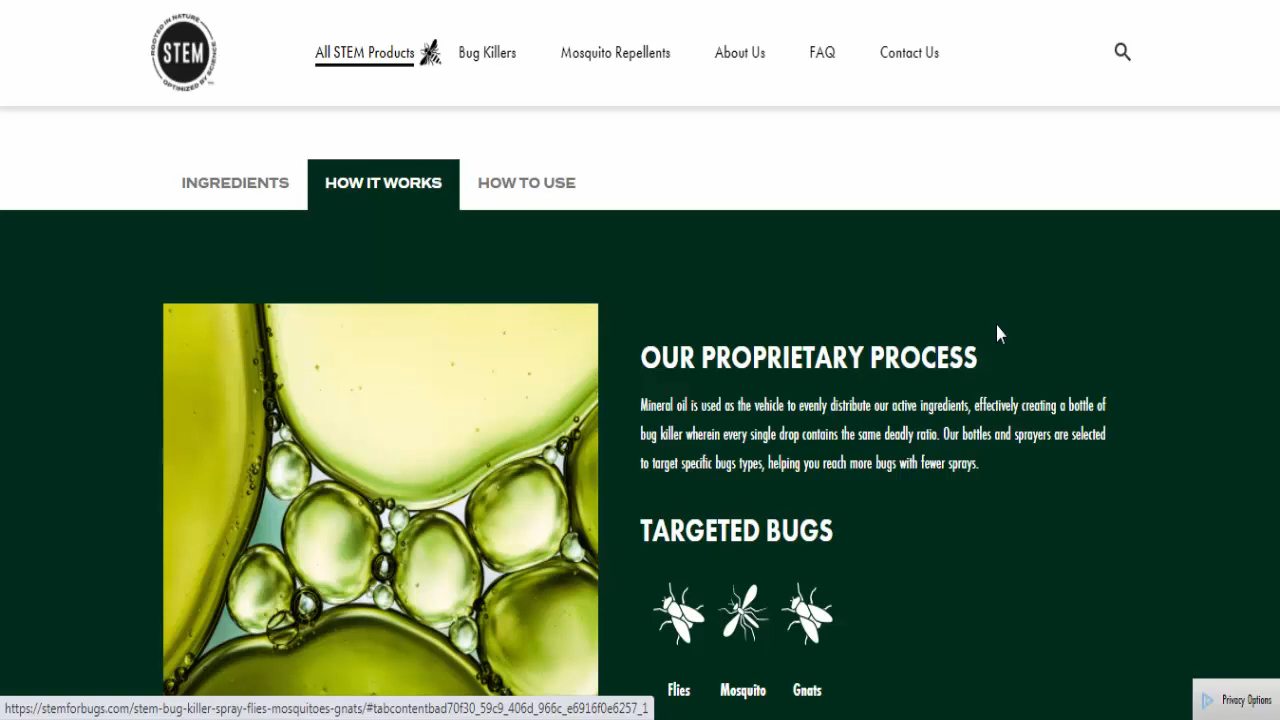 ROOTED IN NATURE
STEM
OPTIMIZED BY SCIENCE
All STEM Products
Bug Killers
Mosquito Repellents
About Us
FAQ
Contact Us
INGREDIENTS
HOW IT WORKS
HOW TO USE
OUR PROPRIETARY PROCESS
Mineral oil is used as the vehicle to evenly distribute our active ingredients, effectively creating a bottle of
bug killer wherein every single drop contains the same deadly ratio. Our bottles and sprayers are selected
to target specific bugs types, helping you reach more bugs with fewer sprays.
TARGETED BUGS
Flies
Mosquito
Gnats
https://stemforbugs.com/stem-bug-killer-spray-flies-mosquitoes-gnats/#tabcontentbad70f30_59c9_406d_966c_e6916f0e6257_1
Privacy Options